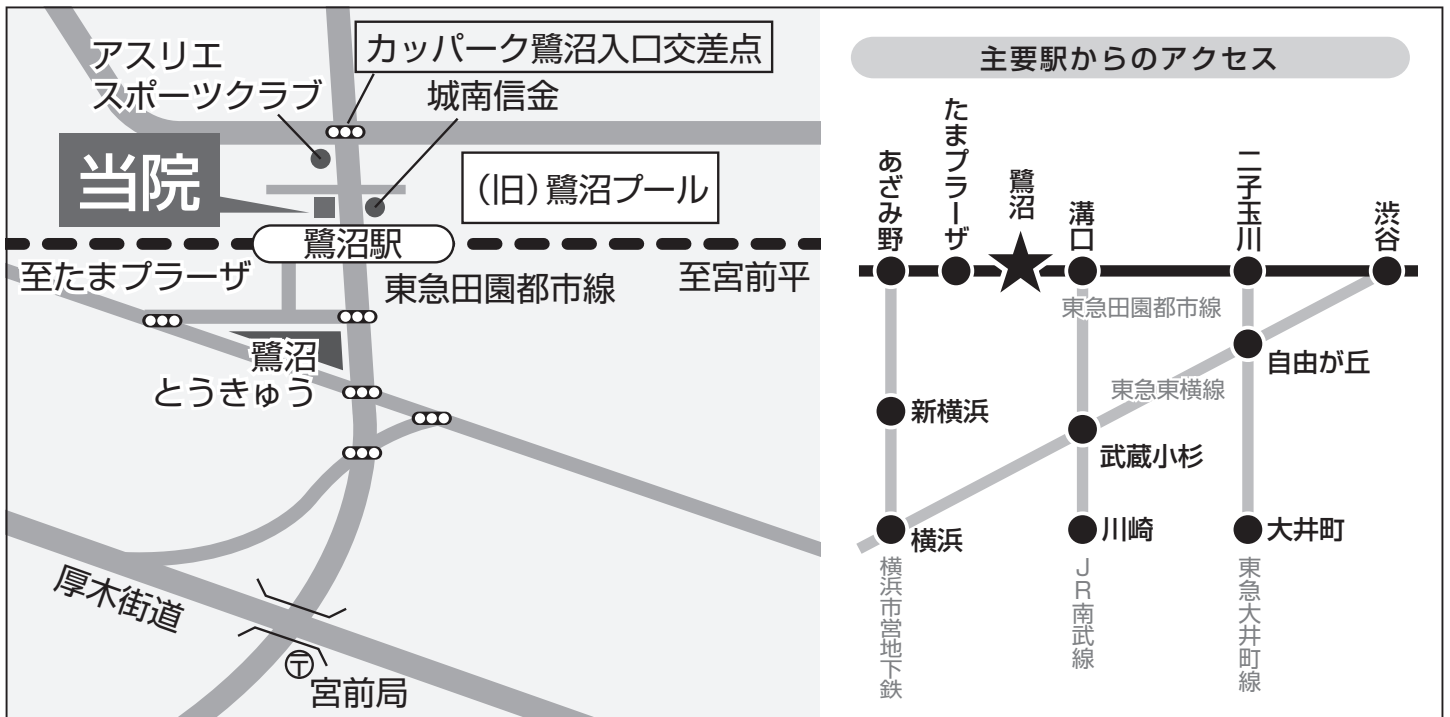 アスリエ
スポーツクラブ
カッパーク鷺沼入口交差点
城南信金
当院
(旧)鷺沼プール
鷺沼駅
至たまプラーザ
東急田園都市線
至宮前平
鷺沼
とうきゅう
厚木街道
〒
宮前局
主要駅からのアクセス
あざみ野
たまプラーザ
鷺沼
溝口
二子玉川
渋谷
東急田園都市線
自由が丘
東急東横線
新横浜
武蔵小杉
横浜
川崎
大井町
横浜市営地下鉄
JR南武線
東急大井町線